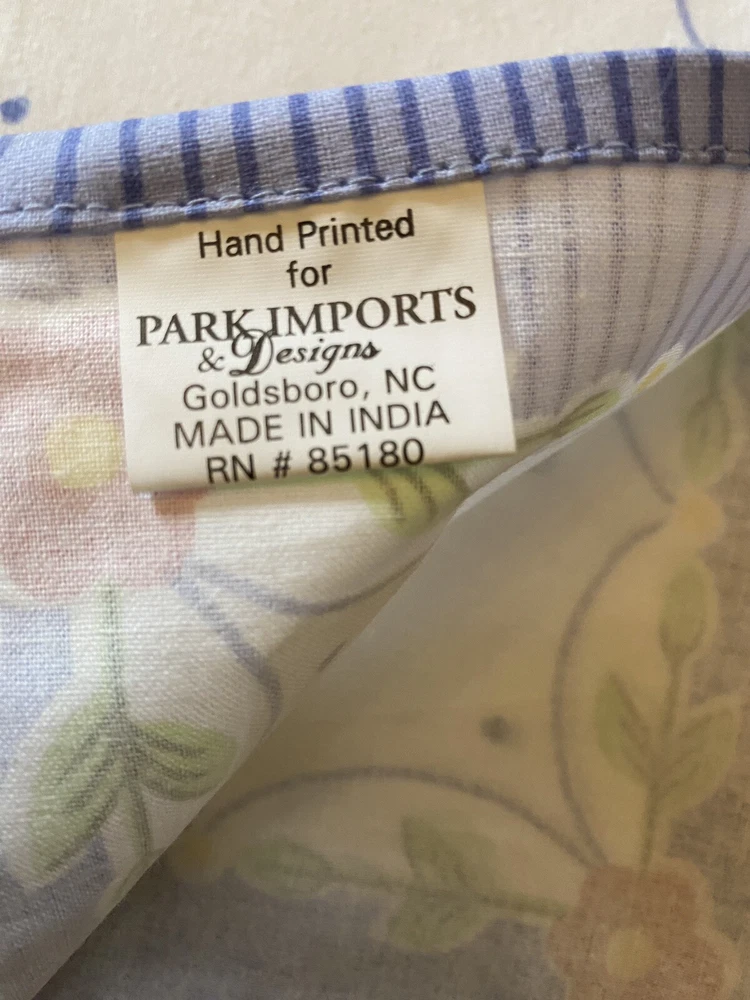 Hand Printed
for
PARK IMPORTS
& Designs
Goldsboro, NC
MADE IN INDIA
RN # 85180